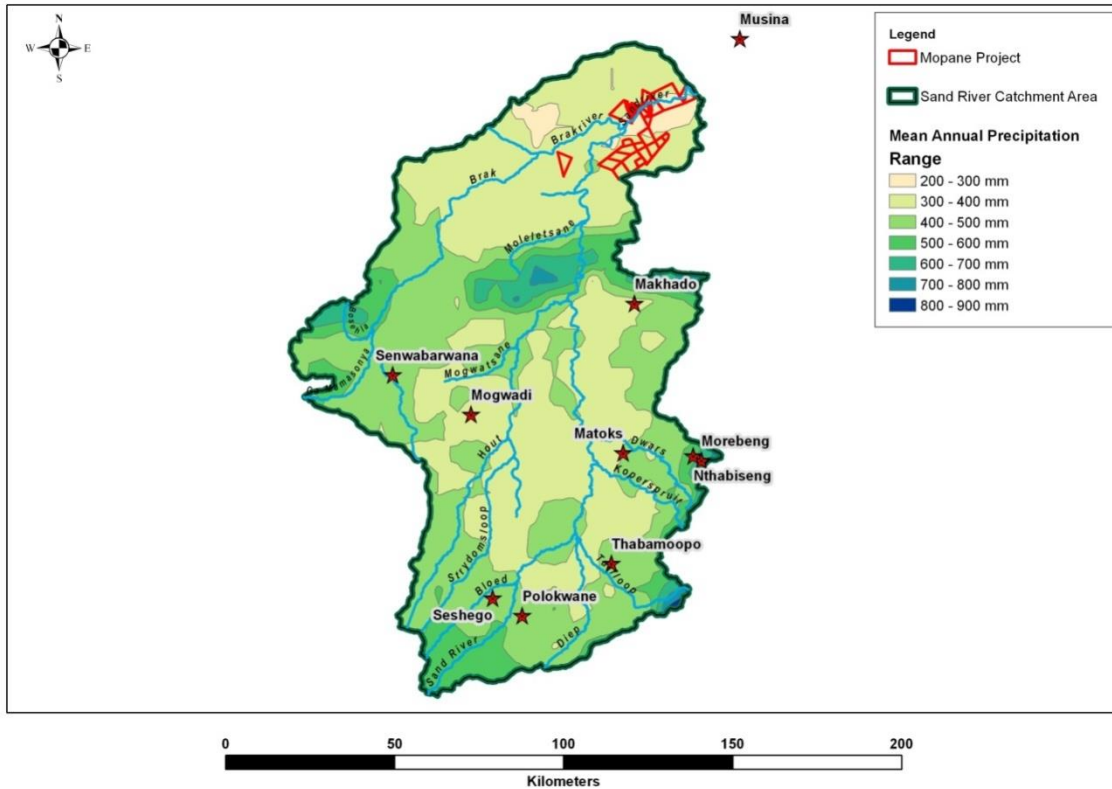 N
W E
S
Musina
Legend
Mopane Project
Sand River Catchment Area
Mean Annual Precipitation
Range
200 - 300 mm
300 - 400 mm
400 - 500 mm
500 - 600 mm
600 - 700 mm
700 - 800 mm
800 - 900 mm
Sandrivier
Brakrivier
Brak
Moleletsane
Makhado
Senwabarwana
Mogwatsane
Mogwadi
Hout
Matoks
Dwars
Morebeng
Nthabiseng
Koperspruit
Thabamoopo
Strydomsloop
Bloed
Polokwane
Seshego
Sand River
Diep
0 50 100 150 200
Kilometers